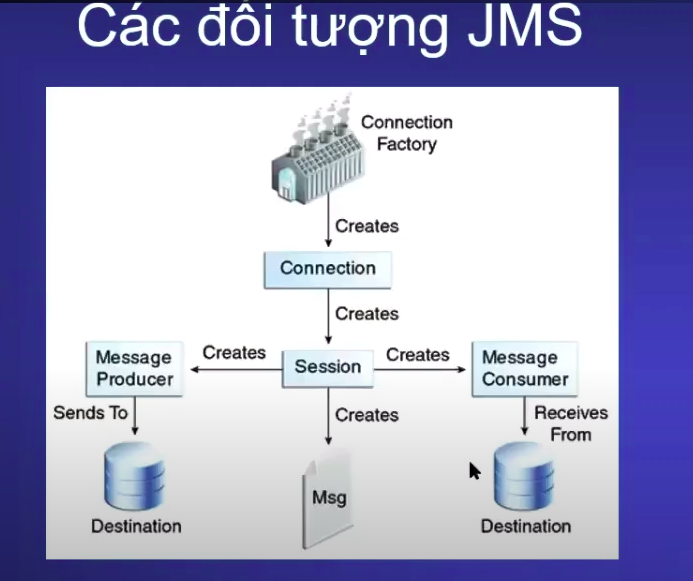 Các đối tượng JMS
Connection
Factory
Creates
Connection
Creates
Message
Producer
Creates
Session
Creates
Message
Consumer
Sends To
Creates
Receives
From
Msg
Destination
Destination